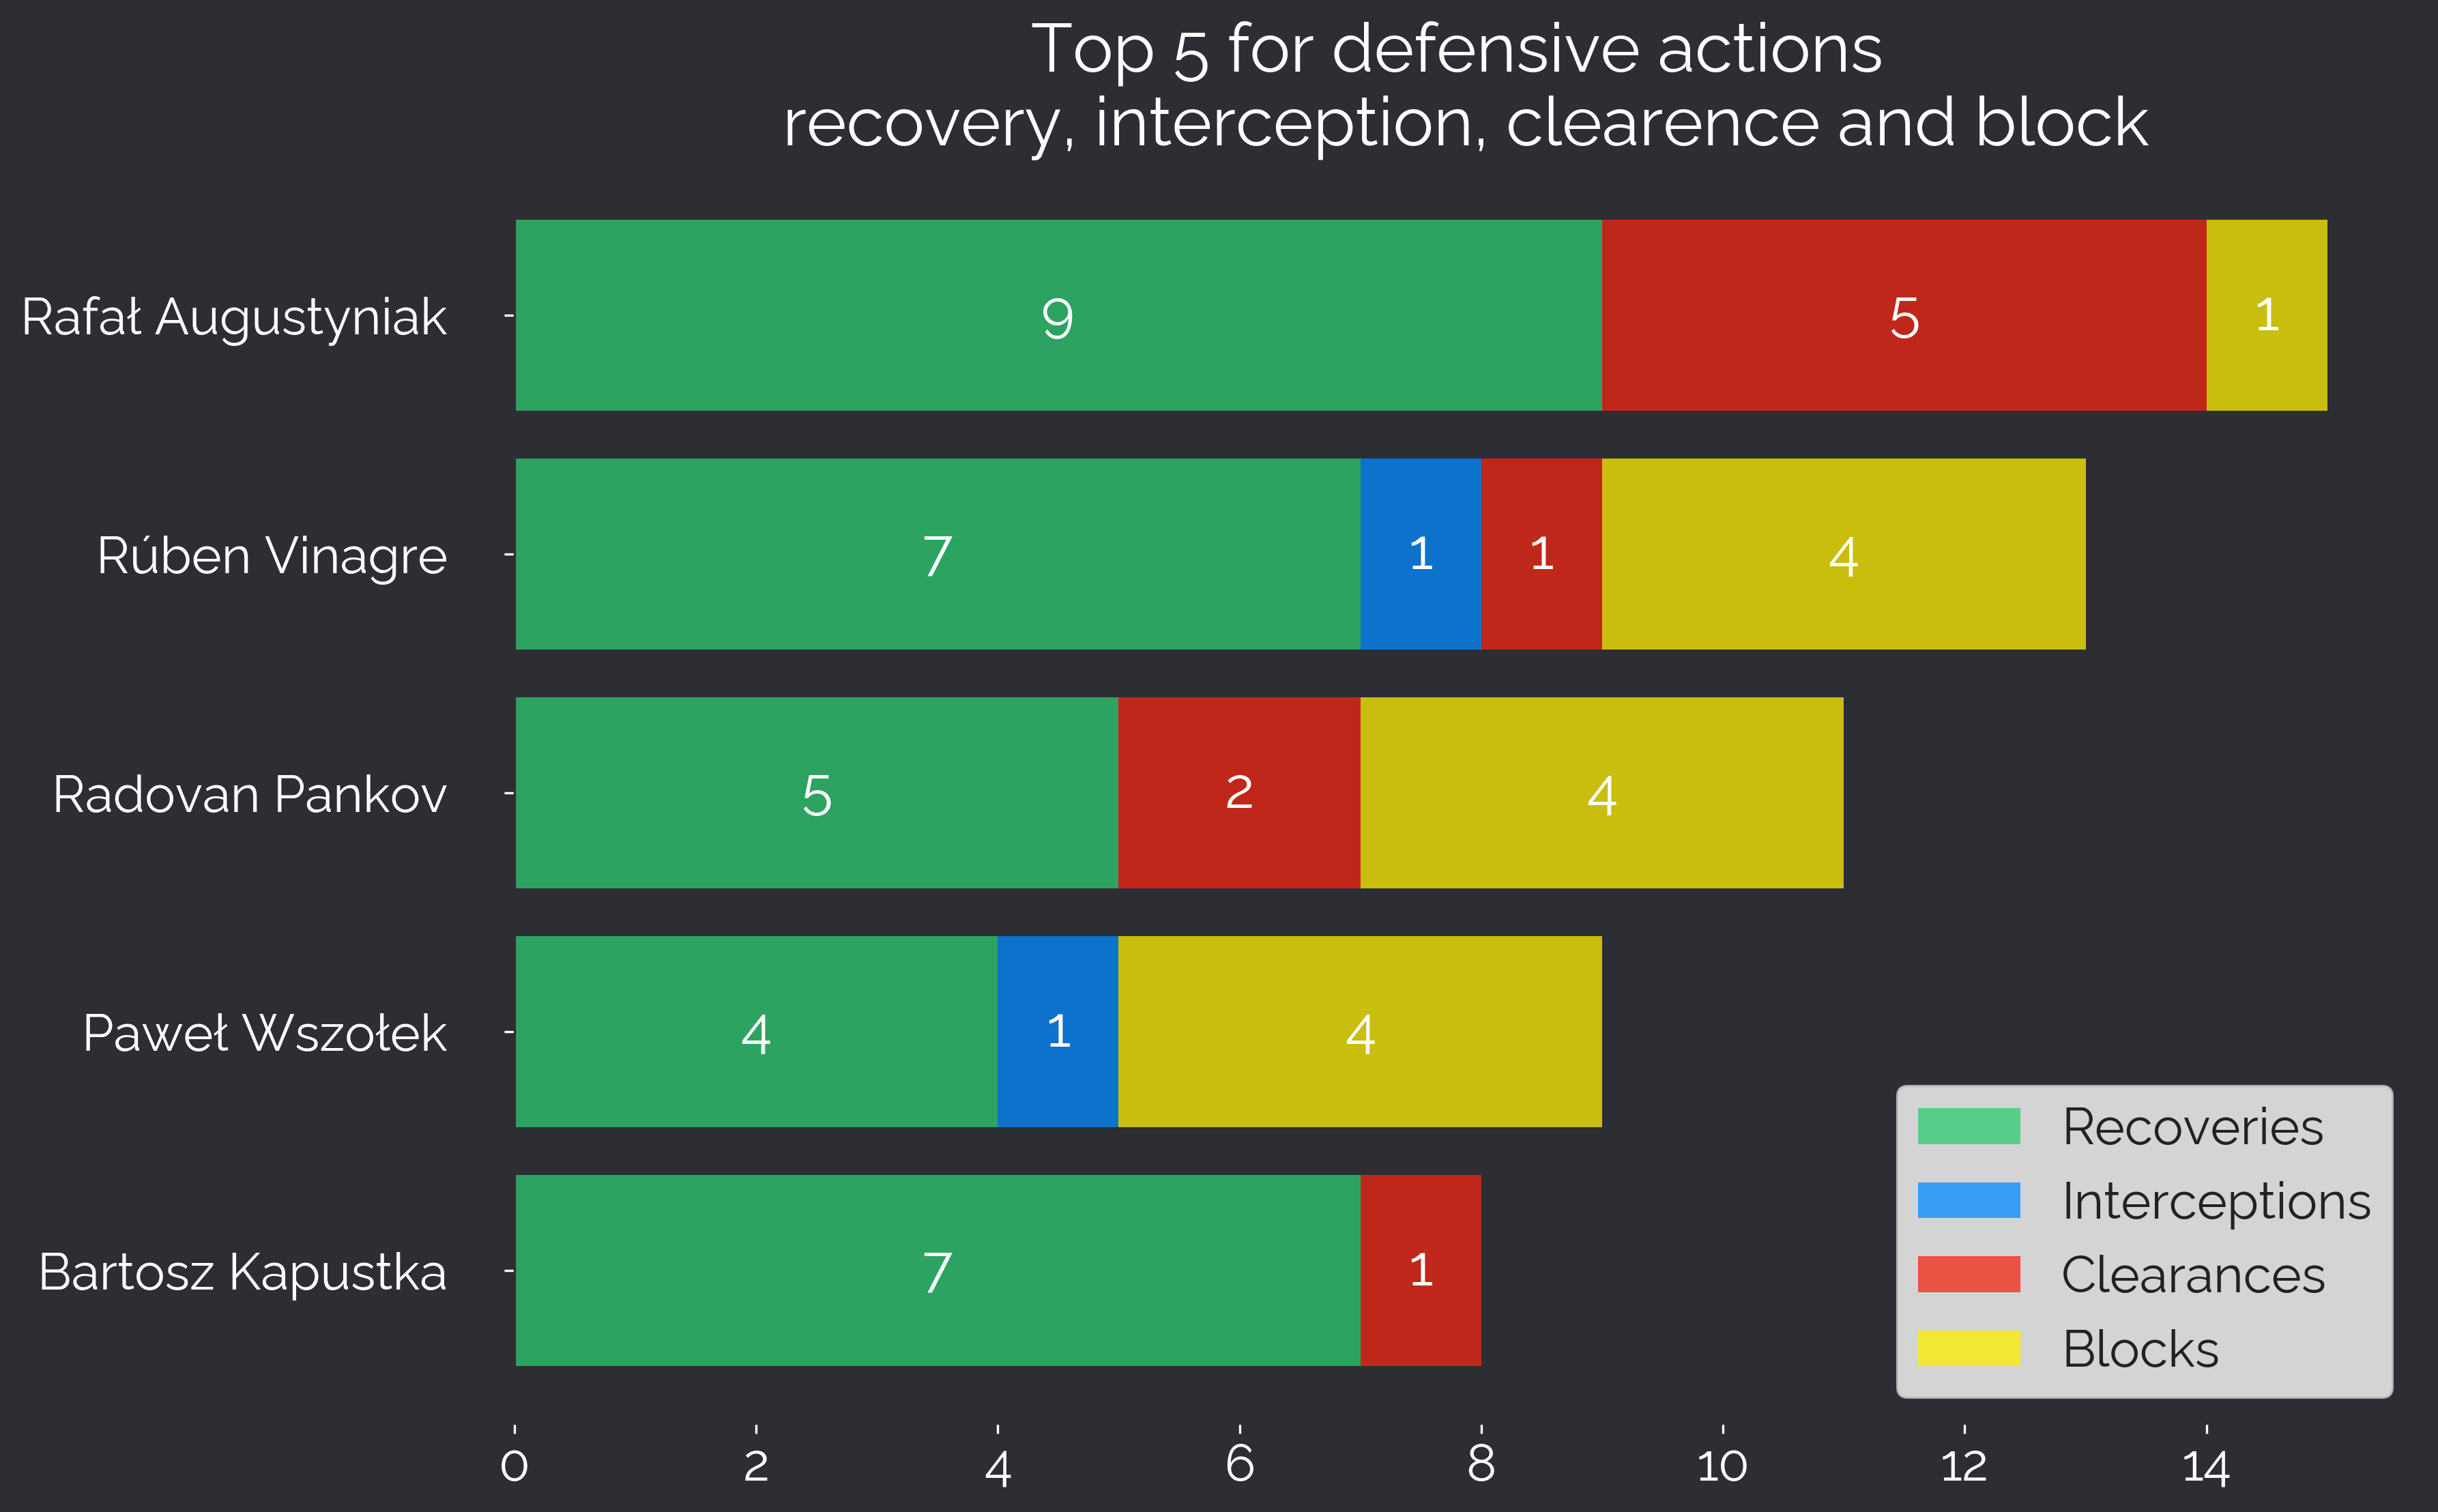 Top 5 for defensive actions
recovery, interception, clearence and block
Rafał Augustyniak 9 5 1
Rúben Vinagre 7 1 1 4
Radovan Pankov 5 2 4
Paweł Wszołek 4 1 4
Bartosz Kapustka 7 1
Recoveries
Interceptions
Clearances
Blocks
0 2 4 6 8 10 12 14